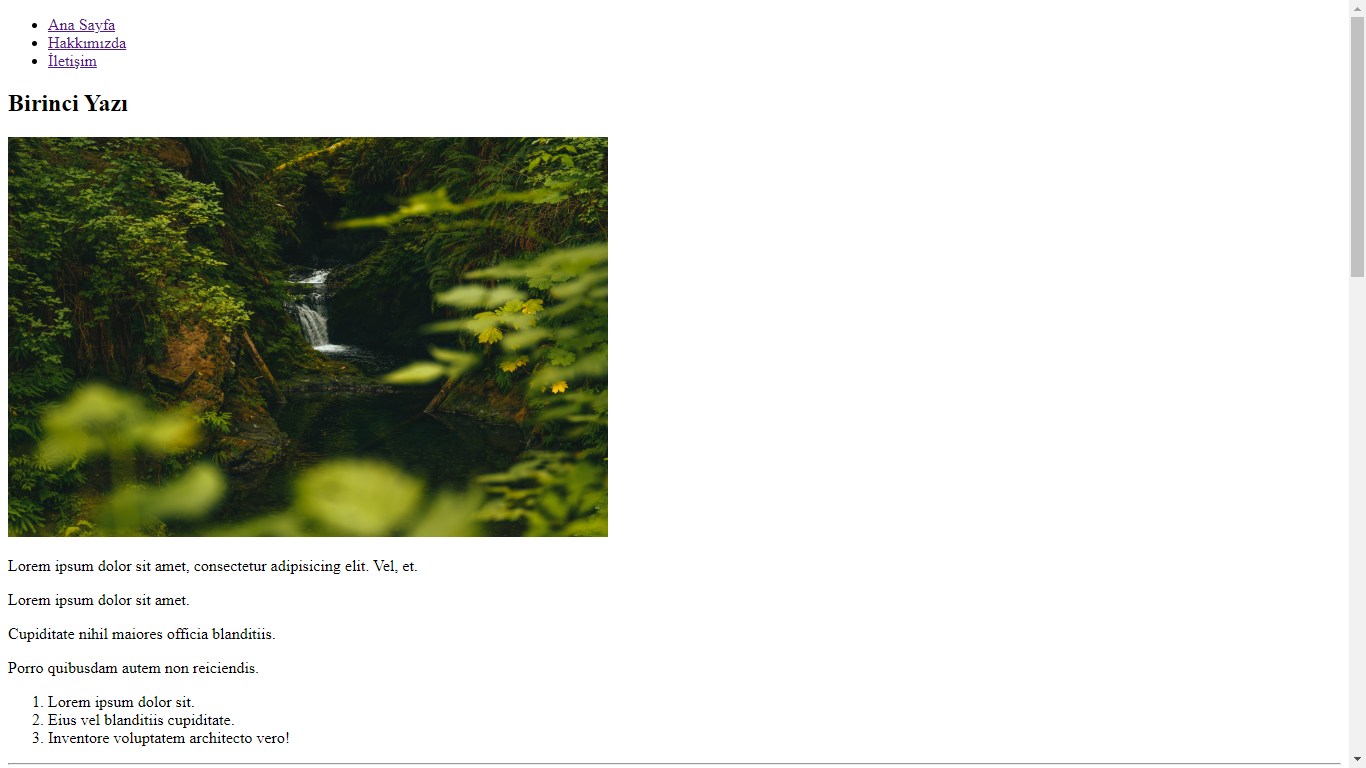 Ana Sayfa
Hakkımızda
İletişim
Birinci Yazı
Lorem ipsum dolor sit amet, consectetur adipisicing elit. Vel, et.
Lorem ipsum dolor sit amet.
Cupiditate nihil maiores officia blanditiis.
Porro quibusdam autem non reiciendis.
1. Lorem ipsum dolor sit.
2. Eius vel blanditiis cupiditate.
3. Inventore voluptatem architecto vero!